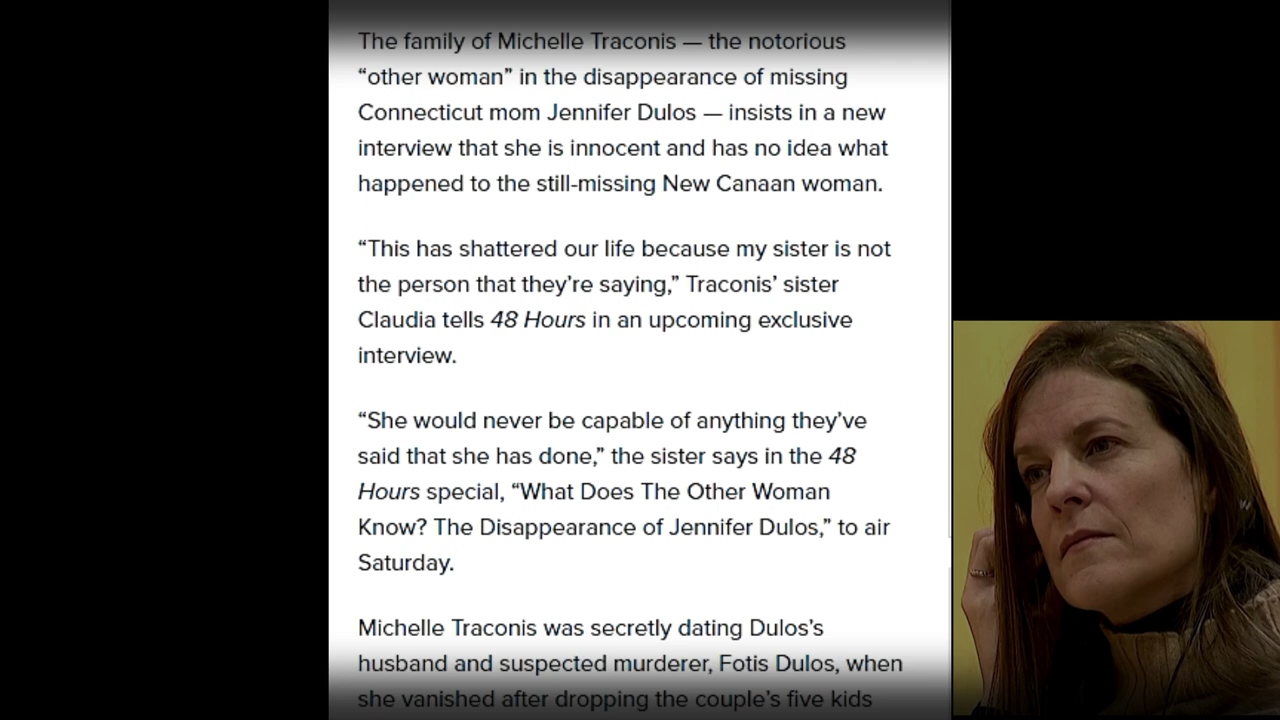 The family of Michelle Traconis — the notorious
“other woman” in the disappearance of missing
Connecticut mom Jennifer Dulos — insists in a new
interview that she is innocent and has no idea what
happened to the still-missing New Canaan woman.
“This has shattered our life because my sister is not
the person that they’re saying,” Traconis’ sister
Claudia tells 48 Hours in an upcoming exclusive
interview.
“She would never be capable of anything they’ve
said that she has done,” the sister says in the 48
Hours special, “What Does The Other Woman
Know? The Disappearance of Jennifer Dulos,” to air
Saturday.
Michelle Traconis was secretly dating Dulos’s
husband and suspected murderer, Fotis Dulos, when
she vanished after dropping the couple’s five kids